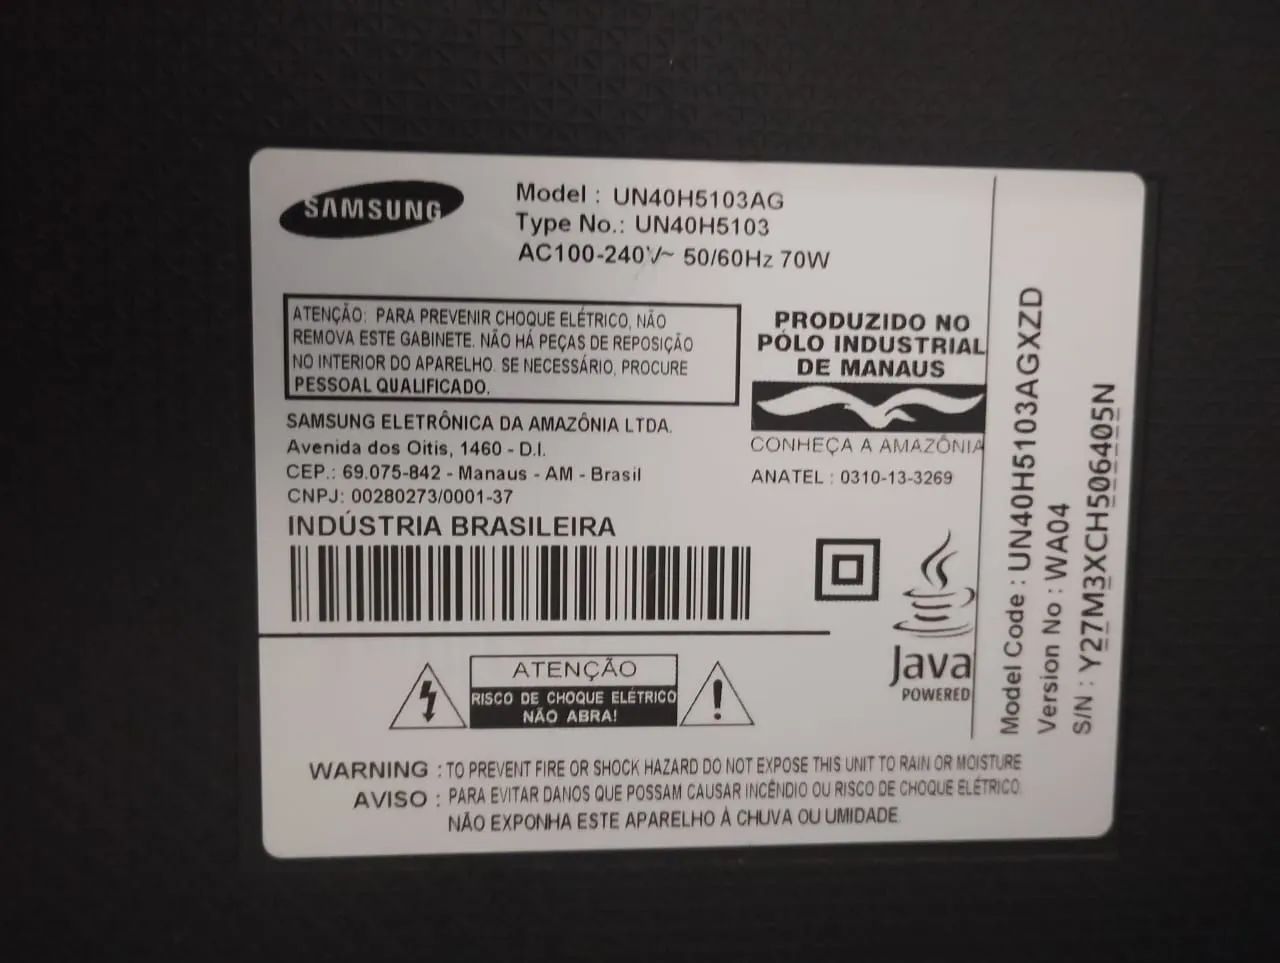 SAMSUNG
Model : UN40H5103AG
Type No.: UN40H5103
AC100-240V~ 50/60Hz 70W
ATENÇÃO: PARA PREVENIR CHOQUE ELÉTRICO, NÃO
REMOVA ESTE GABINETE. NÃO HÁ PEÇAS DE REPOSIÇÃO
NO INTERIOR DO APARELHO. SE NECESSÁRIO, PROCURE
PESSOAL QUALIFICADO.
SAMSUNG ELETRÔNICA DA AMAZÔNIA LTDA.
Avenida dos Oitis, 1460 - D.I.
CEP.: 69.075-842 - Manaus - AM - Brasil
CNPJ: 00280273/0001-37
INDÚSTRIA BRASILEIRA
PRODUZIDO NO
PÓLO INDUSTRIAL
DE MANAUS
CONHEÇA A AMAZÔNIA
ANATEL : 0310-13-3269
Java
POWERED
ATENÇÃO
RISCO DE CHOQUE ELÉTRICO
NÃO ABRA!
WARNING : TO PREVENT FIRE OR SHOCK HAZARD DO NOT EXPOSE THIS UNIT TO RAIN OR MOISTURE
AVISO : PARA EVITAR DANOS QUE POSSAM CAUSAR INCÊNDIO OU RISCO DE CHOQUE ELÉTRICO.
NÃO EXPONHA ESTE APARELHO À CHUVA OU UMIDADE.
Model Code : UN40H5103AGXZD
Version No : WA04
S/N : Y27M3XCH506405N